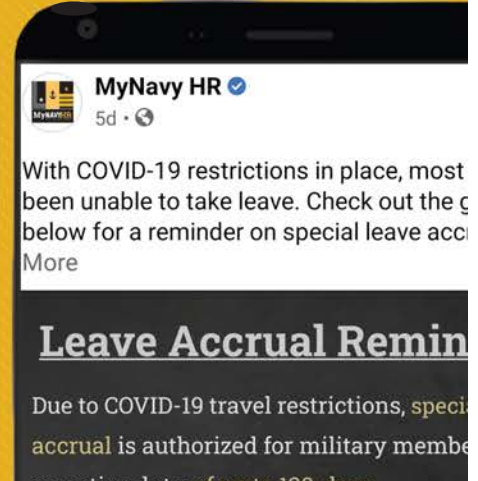 MyNavy HR
MyNavy HR
5d
With COVID-19 restrictions in place, most
been unable to take leave. Check out the g
below for a reminder on special leave acc
More
Leave Accrual Remin
Due to COVID-19 travel restrictions, speci
accrual is authorized for military membe